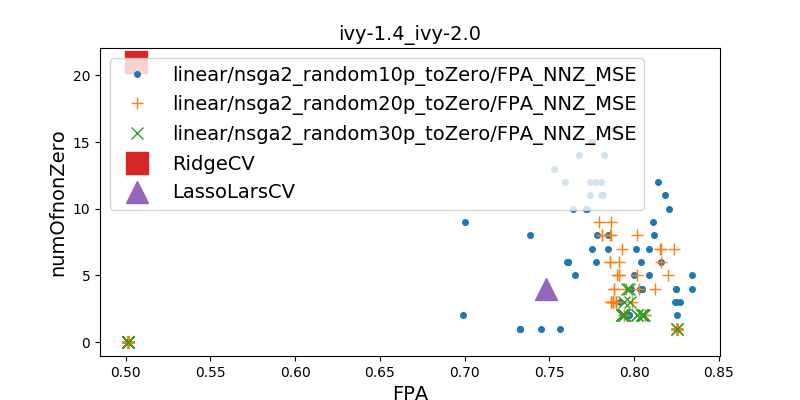 ivy-1.4_ivy-2.0
numOfnonZero
20
15
10
5
0
linear/nsga2_random10p_toZero/FPA_NNZ_MSE
linear/nsga2_random20p_toZero/FPA_NNZ_MSE
linear/nsga2_random30p_toZero/FPA_NNZ_MSE
RidgeCV
LassoLarsCV
0.50 0.55 0.60 0.65 0.70 0.75 0.80 0.85
FPA